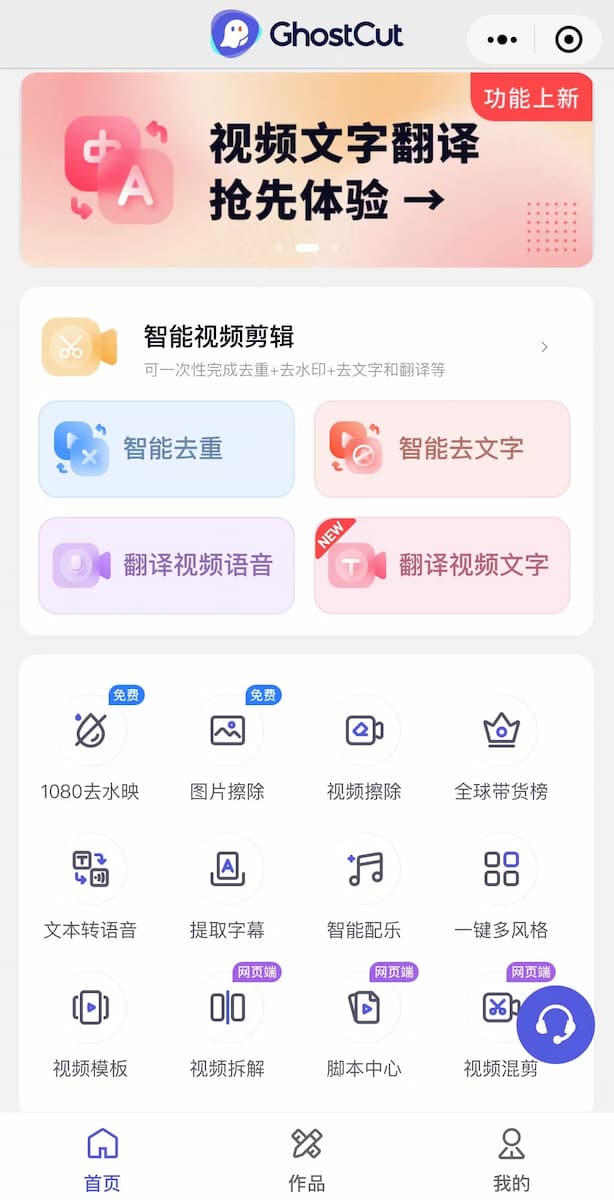 GhostCut
功能上新
中
A
视频文字翻译
抢先体验 →
智能视频剪辑
可一次性完成去重+去水印+去文字和翻译等
智能去重
智能去文字
翻译视频语音
NEW
T
翻译视频文字
免费
免费
1080去水映
图片擦除
视频擦除
全球带货榜
T
A
文本转语音
提取字幕
智能配乐
一键多风格
网页端
网页端
网页端
视频模板
视频拆解
脚本中心
视频混剪
首页
作品
我的